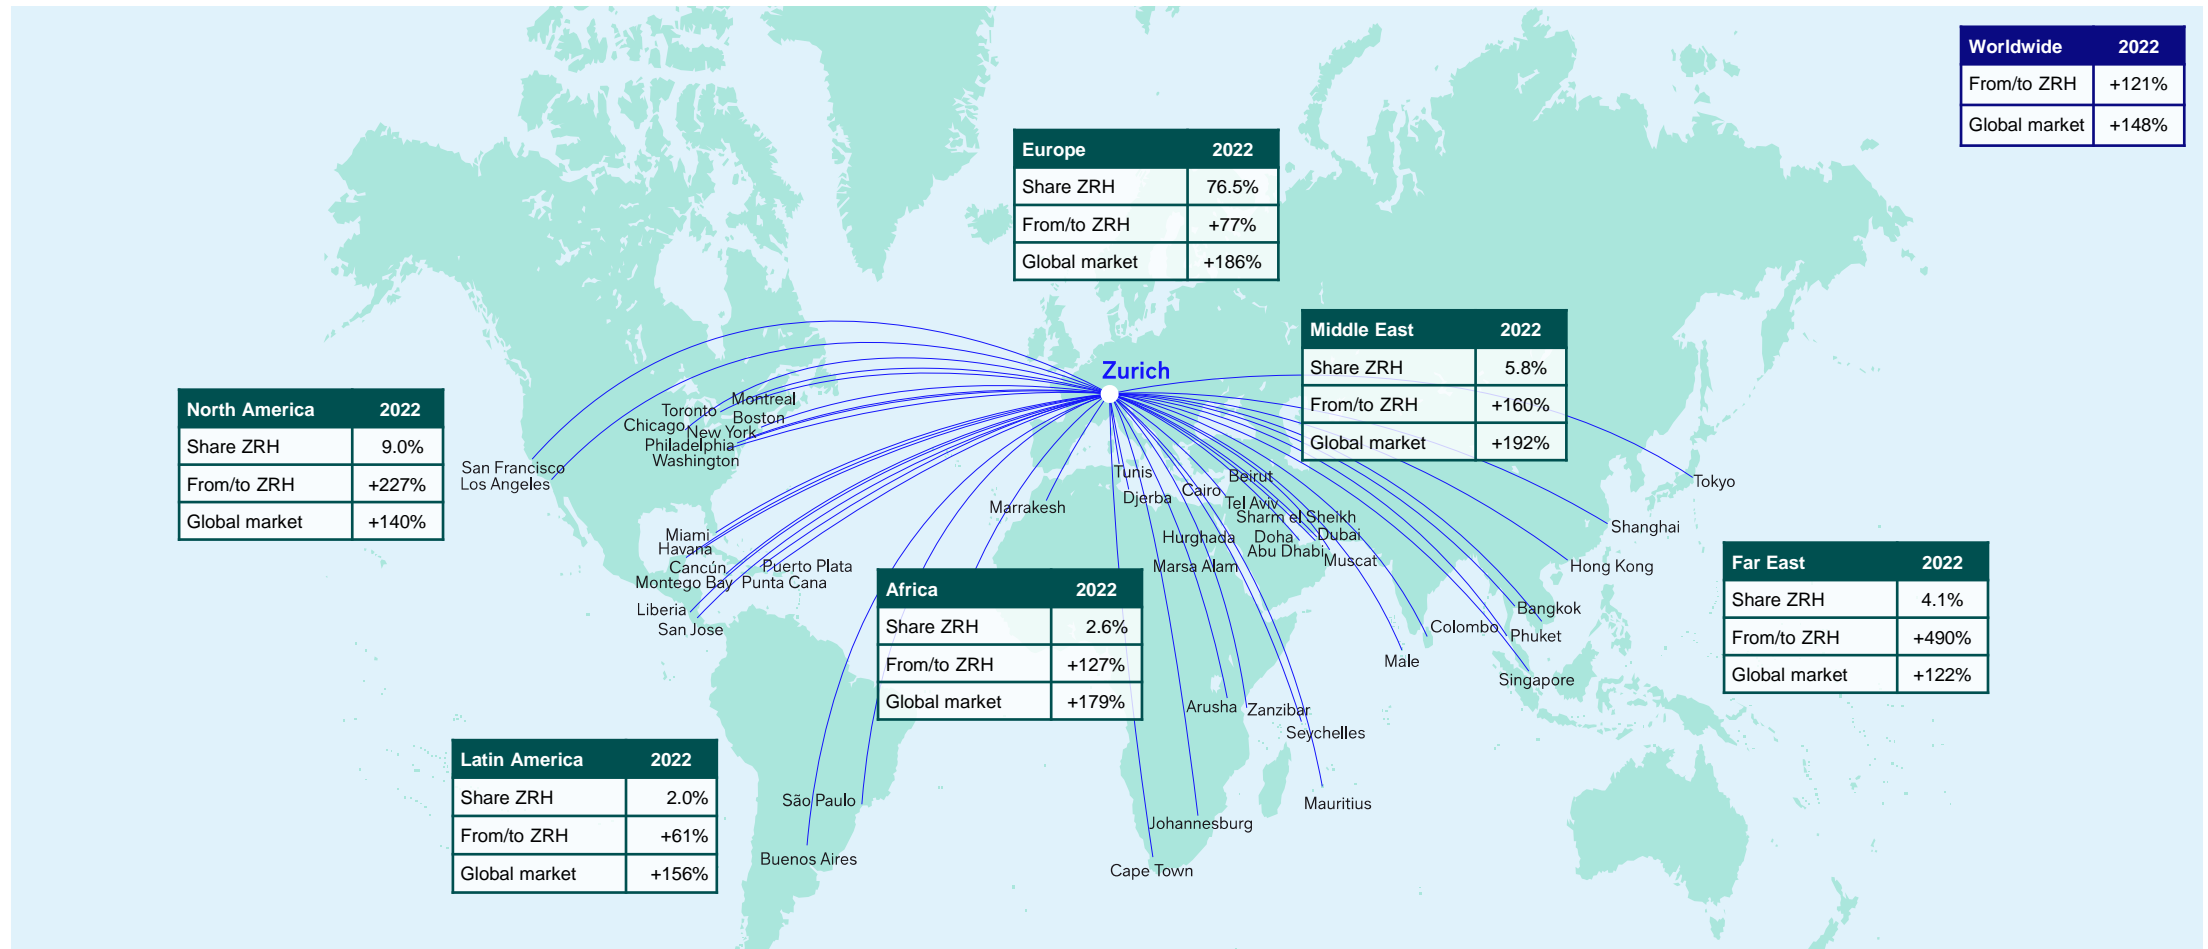 Worldwide 2022
From/to ZRH +121%
Global market +148%
Europe 2022
Share ZRH 76.5%
From/to ZRH +77%
Global market +186%
Middle East 2022
Share ZRH 5.8%
From/to ZRH +160%
Global market +192%
Zurich
North America 2022
Share ZRH 9.0%
From/to ZRH +227%
Global market +140%
Montreal
Toronto
Boston
Chicago
New York
Philadelphia
Washington
San Francisco
Los Angeles
Miami
Havana
Cancún
Puerto Plata
Montego Bay
Punta Cana
Liberia
San Jose
Marrakesh
Tunis
Djerba
Cairo
Beirut
Tel Aviv
Sharm el Sheikh
Hurghada
Doha
Dubai
Abu Dhabi
Marsa Alam
Muscat
Tokyo
Shanghai
Hong Kong
Bangkok
Colombo
Phuket
Male
Singapore
Far East 2022
Share ZRH 4.1%
From/to ZRH +490%
Global market +122%
Africa 2022
Share ZRH 2.6%
From/to ZRH +127%
Global market +179%
Arusha
Zanzibar
Seychelles
Mauritius
Johannesburg
Cape Town
Latin America 2022
Share ZRH 2.0%
From/to ZRH +61%
Global market +156%
São Paulo
Buenos Aires